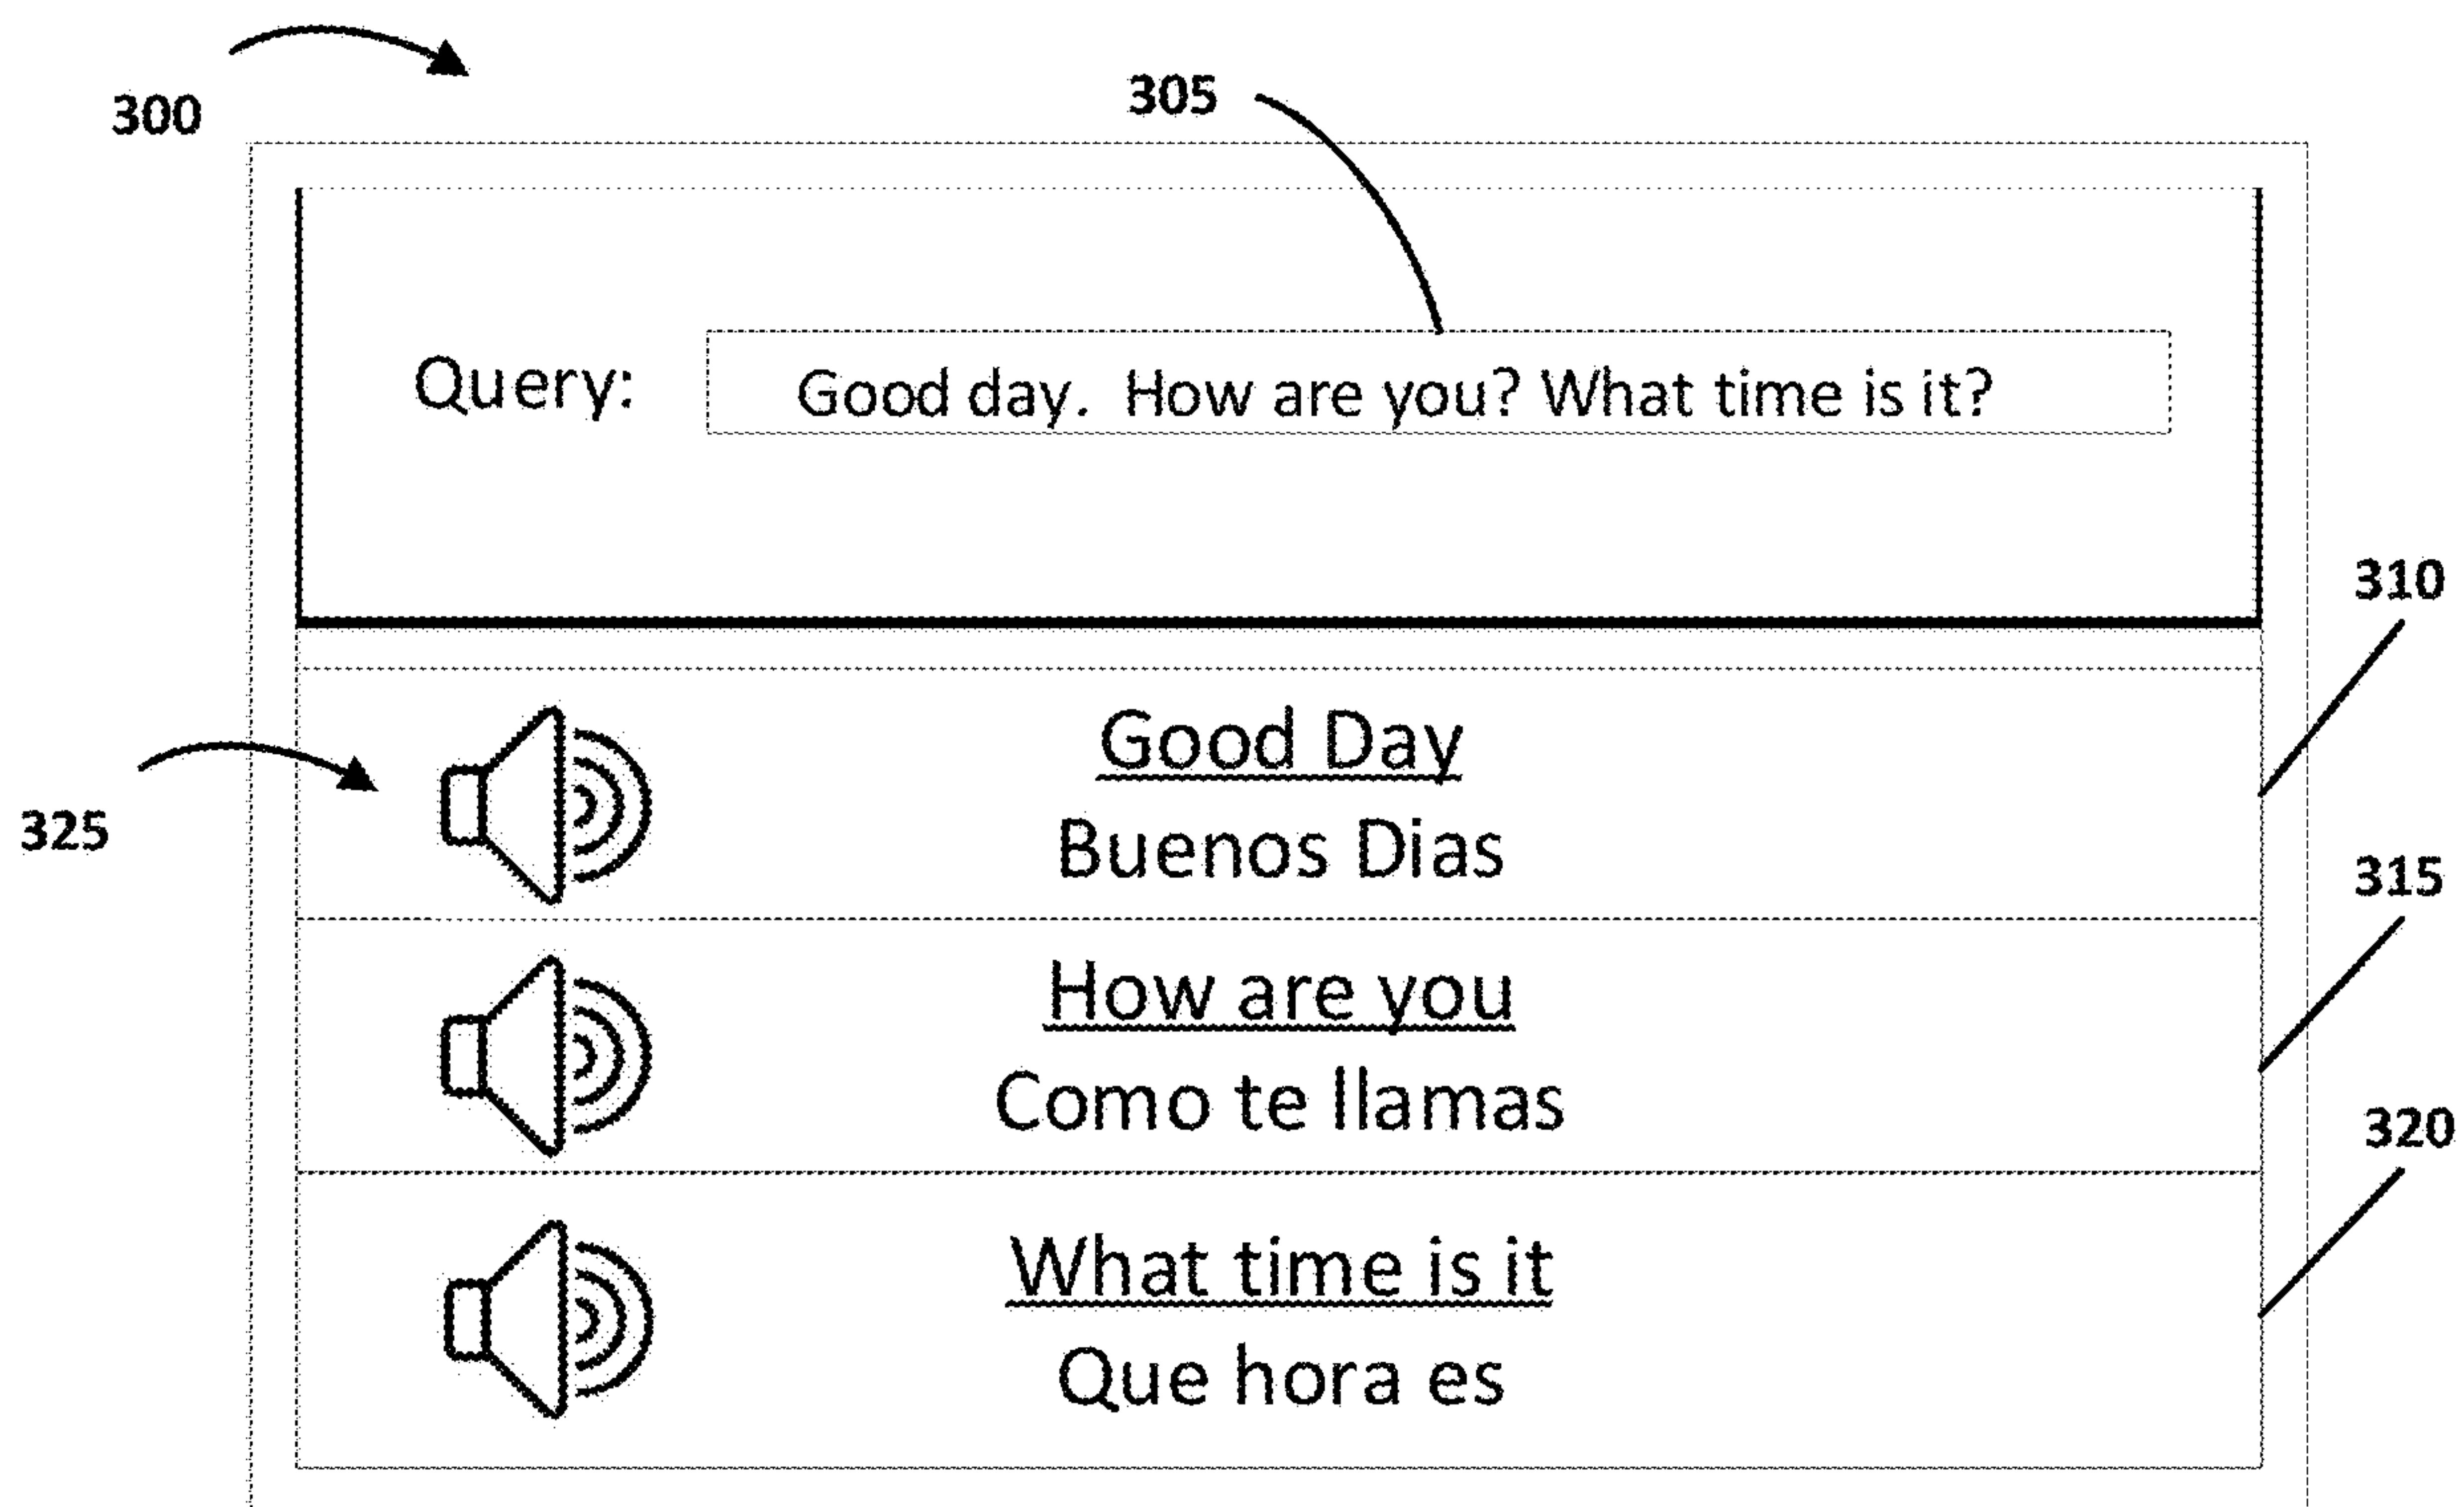 300
305
Query: Good day. How are you? What time is it?
310
325
Good Day
Buenos Dias
315
How are you
Como te llamas
320
What time is it
Que hora es